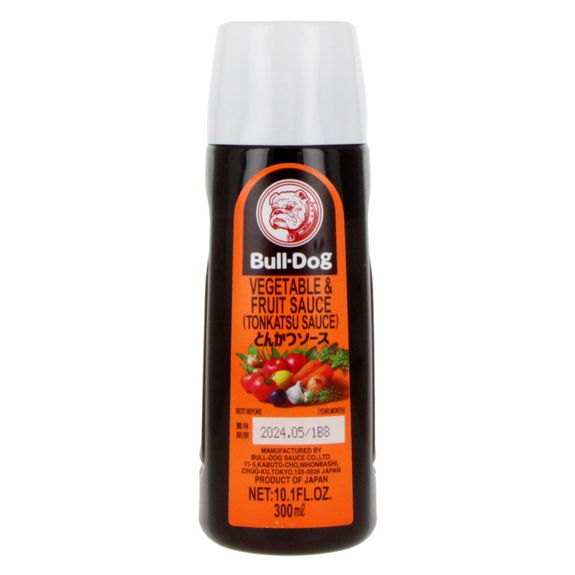 Bull-Dog
VEGETABLE &
FRUIT SAUCE
(TONKATSU SAUCE)
とんかつソース
BEST BEFORE (YEAR, MONTH)
賞味
期限
2024.05/1B8
MANUFACTURED BY
BULL-DOG SAUCE CO., LTD.
11-5, KABUTO-CHO, NIHONBASHI,
CHUO-KU, TOKYO, 103-0026 JAPAN
PRODUCT OF JAPAN
NET:10.1FL.OZ.
300ml